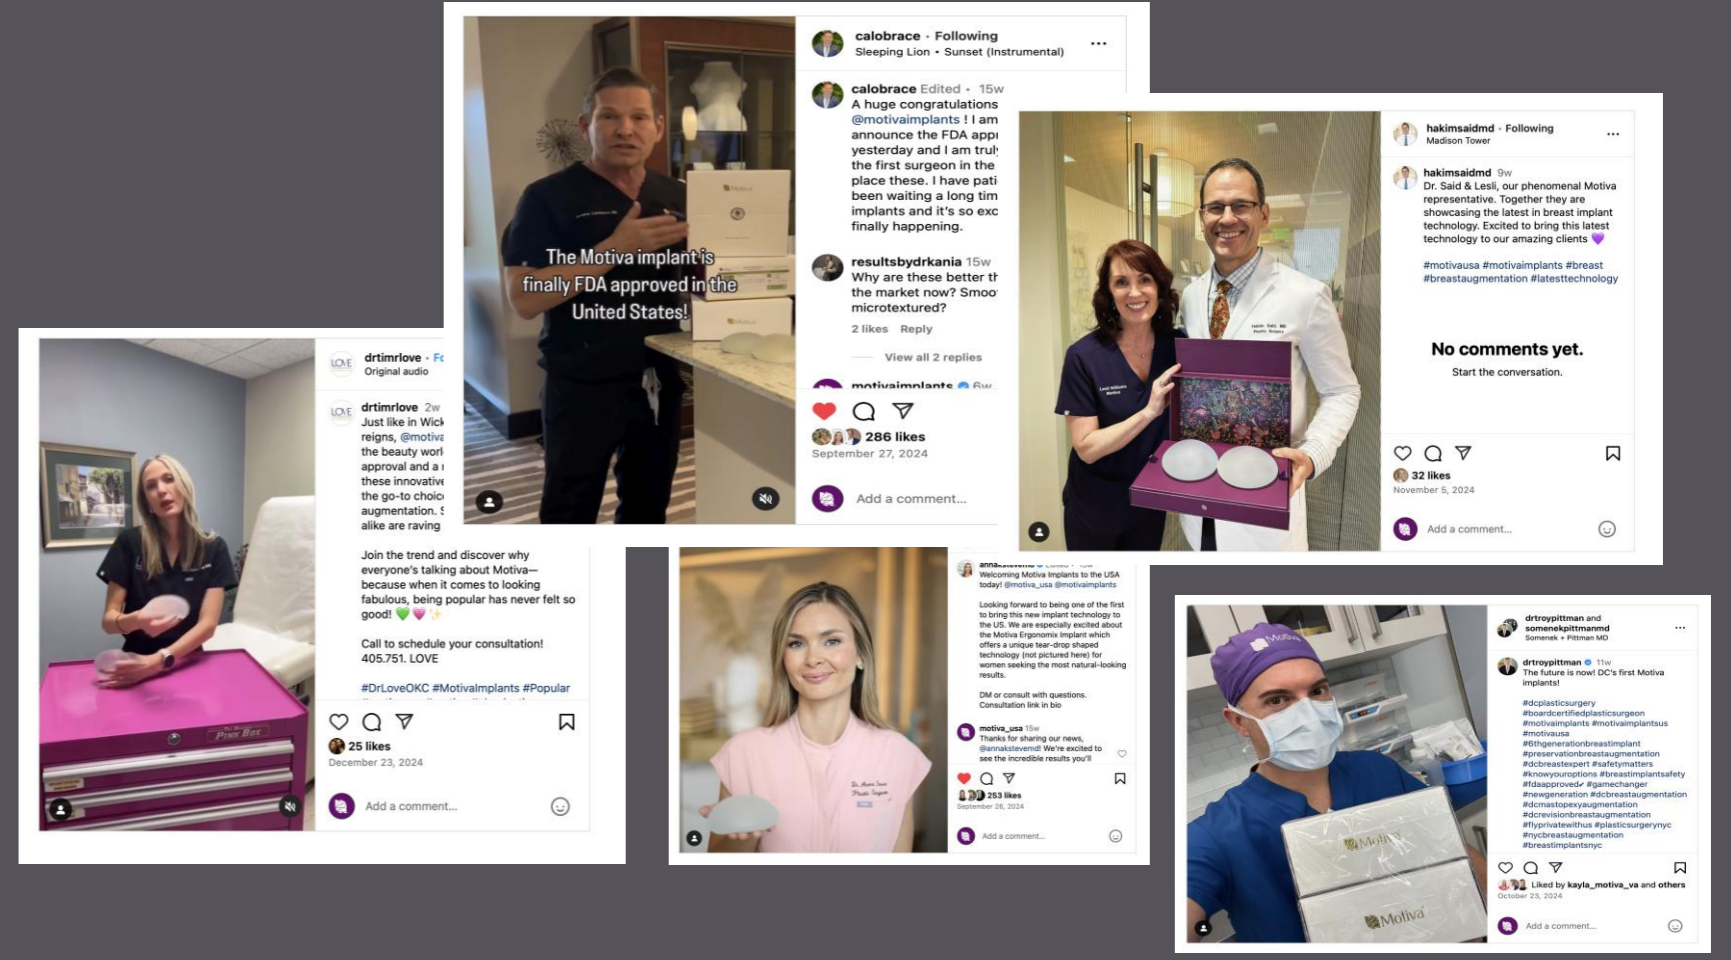 calobrace • Following
Sleeping Lion • Sunset (Instrumental)
calobrace Edited • 15w
A huge congratulations
@motivaimplants ! I am
announce the FDA
yesterday and I am
the first surgeon in the
place these. I have
been waiting a long
implants and it's so
finally happening.
resultsbydrkania 15w
Why are these better
the market now?
microtextured?
2 likes Reply
View all 2 replies
motivaimplants 6w
286 likes
September 27, 2024
Add a comment...
The Motiva implant is
finally FDA approved in the
United States!
Motiva
hakimsaidmd • Following
Madison Tower
hakimsaidmd 9w
Dr. Said & Lesli, our phenomenal Motiva
representative. Together they are
showcasing the latest in breast implant
technology. Excited to bring this latest
technology to our amazing clients 💜
#motivausa #motivaimplants #breast
#breastaugmentation #latesttechnology
No comments yet.
Start the conversation.
32 likes
November 5, 2024
Add a comment...
LOVE
drtimrlove •
Original audio
LOVE
drtimrlove 2w
Just like in
reigns,
the beauty
approval and a
these innovative
the go-to
augmentation.
alike are raving
Join the trend and discover why
everyone's talking about Motiva—
because when it comes to looking
fabulous, being popular has never felt so
good! 💚💗✨
Call to schedule your consultation!
405.751. LOVE
#DrLoveOKC #MotivaImplants #Popular
25 likes
December 23, 2024
Add a comment...
PINK BOX
annakstevemd
Welcoming Motiva Implants to the USA
today! @motiva_usa @motivaimplants
Looking forward to being one of the first
to bring this new implant technology to
the US. We are especially excited about
the Motiva Ergonomix Implant which
offers a unique tear-drop shaped
technology (not pictured here) for
women seeking the most natural-looking
results.
DM or consult with questions.
Consultation link in bio
motiva_usa 15w
Thanks for sharing our news,
@annakstevemd! We're excited to
see the incredible results you'll
253 likes
September 26, 2024
Add a comment...
drtroypittman and
somenekpittmanmd
Somenek + Pittman MD
drtroypittman 11w
The future is now! DC's first Motiva
implants!
#dcplasticsurgery
#boardcertifiedplasticsurgeon
#motivaimplants #motivaimplantsus
#motivausa
#6thgenerationbreastimplant
#preservationbreastaugmentation
#dcbreastexpert #safetymatters
#knowyouroptions #breastimplantsafety
#fdaapproved✔ #gamechanger
#newgeneration #dcbreastaugmentation
#dcmastopexyaugmentation
#dcrevisionbreastaugmentation
#flyprivatewithus #plasticsurgerynyc
#nycbreastaugmentation
#breastimplantsnyc
Liked by kayla_motiva_va and others
October 23, 2024
Add a comment...
Motiva
Motiva
Motiva